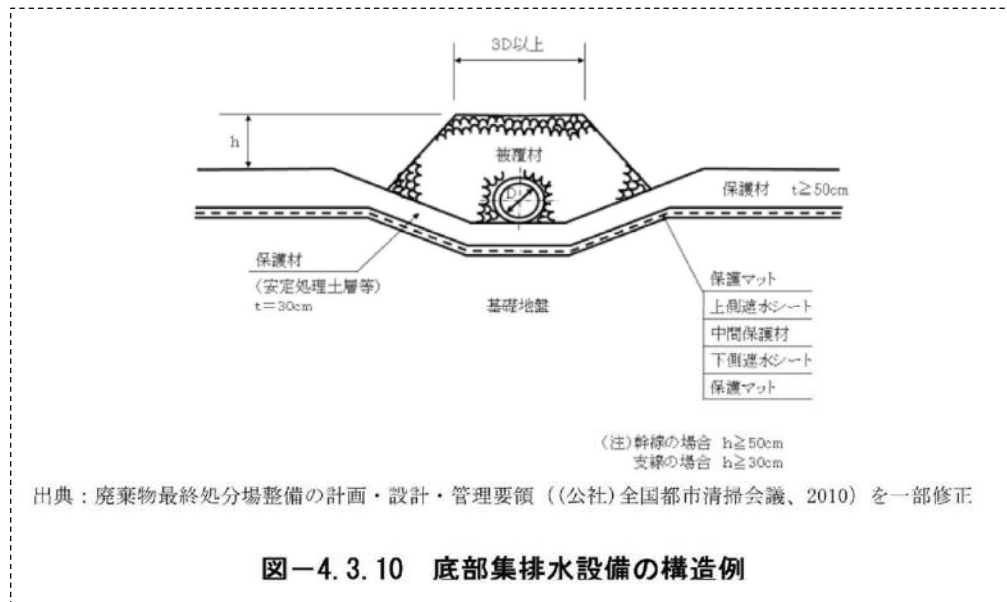 3D以上
h
被覆材
D
保護材 t≧50cm
保護材
(安定処理土層等)
t＝30cm
基礎地盤
保護マット
上側遮水シート
中間保護材
下側遮水シート
保護マット
(注)幹線の場合 h≧50cm
支線の場合 h≧30cm
出典：廃棄物最終処分場整備の計画・設計・管理要領（(公社)全国都市清掃会議、2010）を一部修正
図－4.3.10 底部集排水設備の構造例